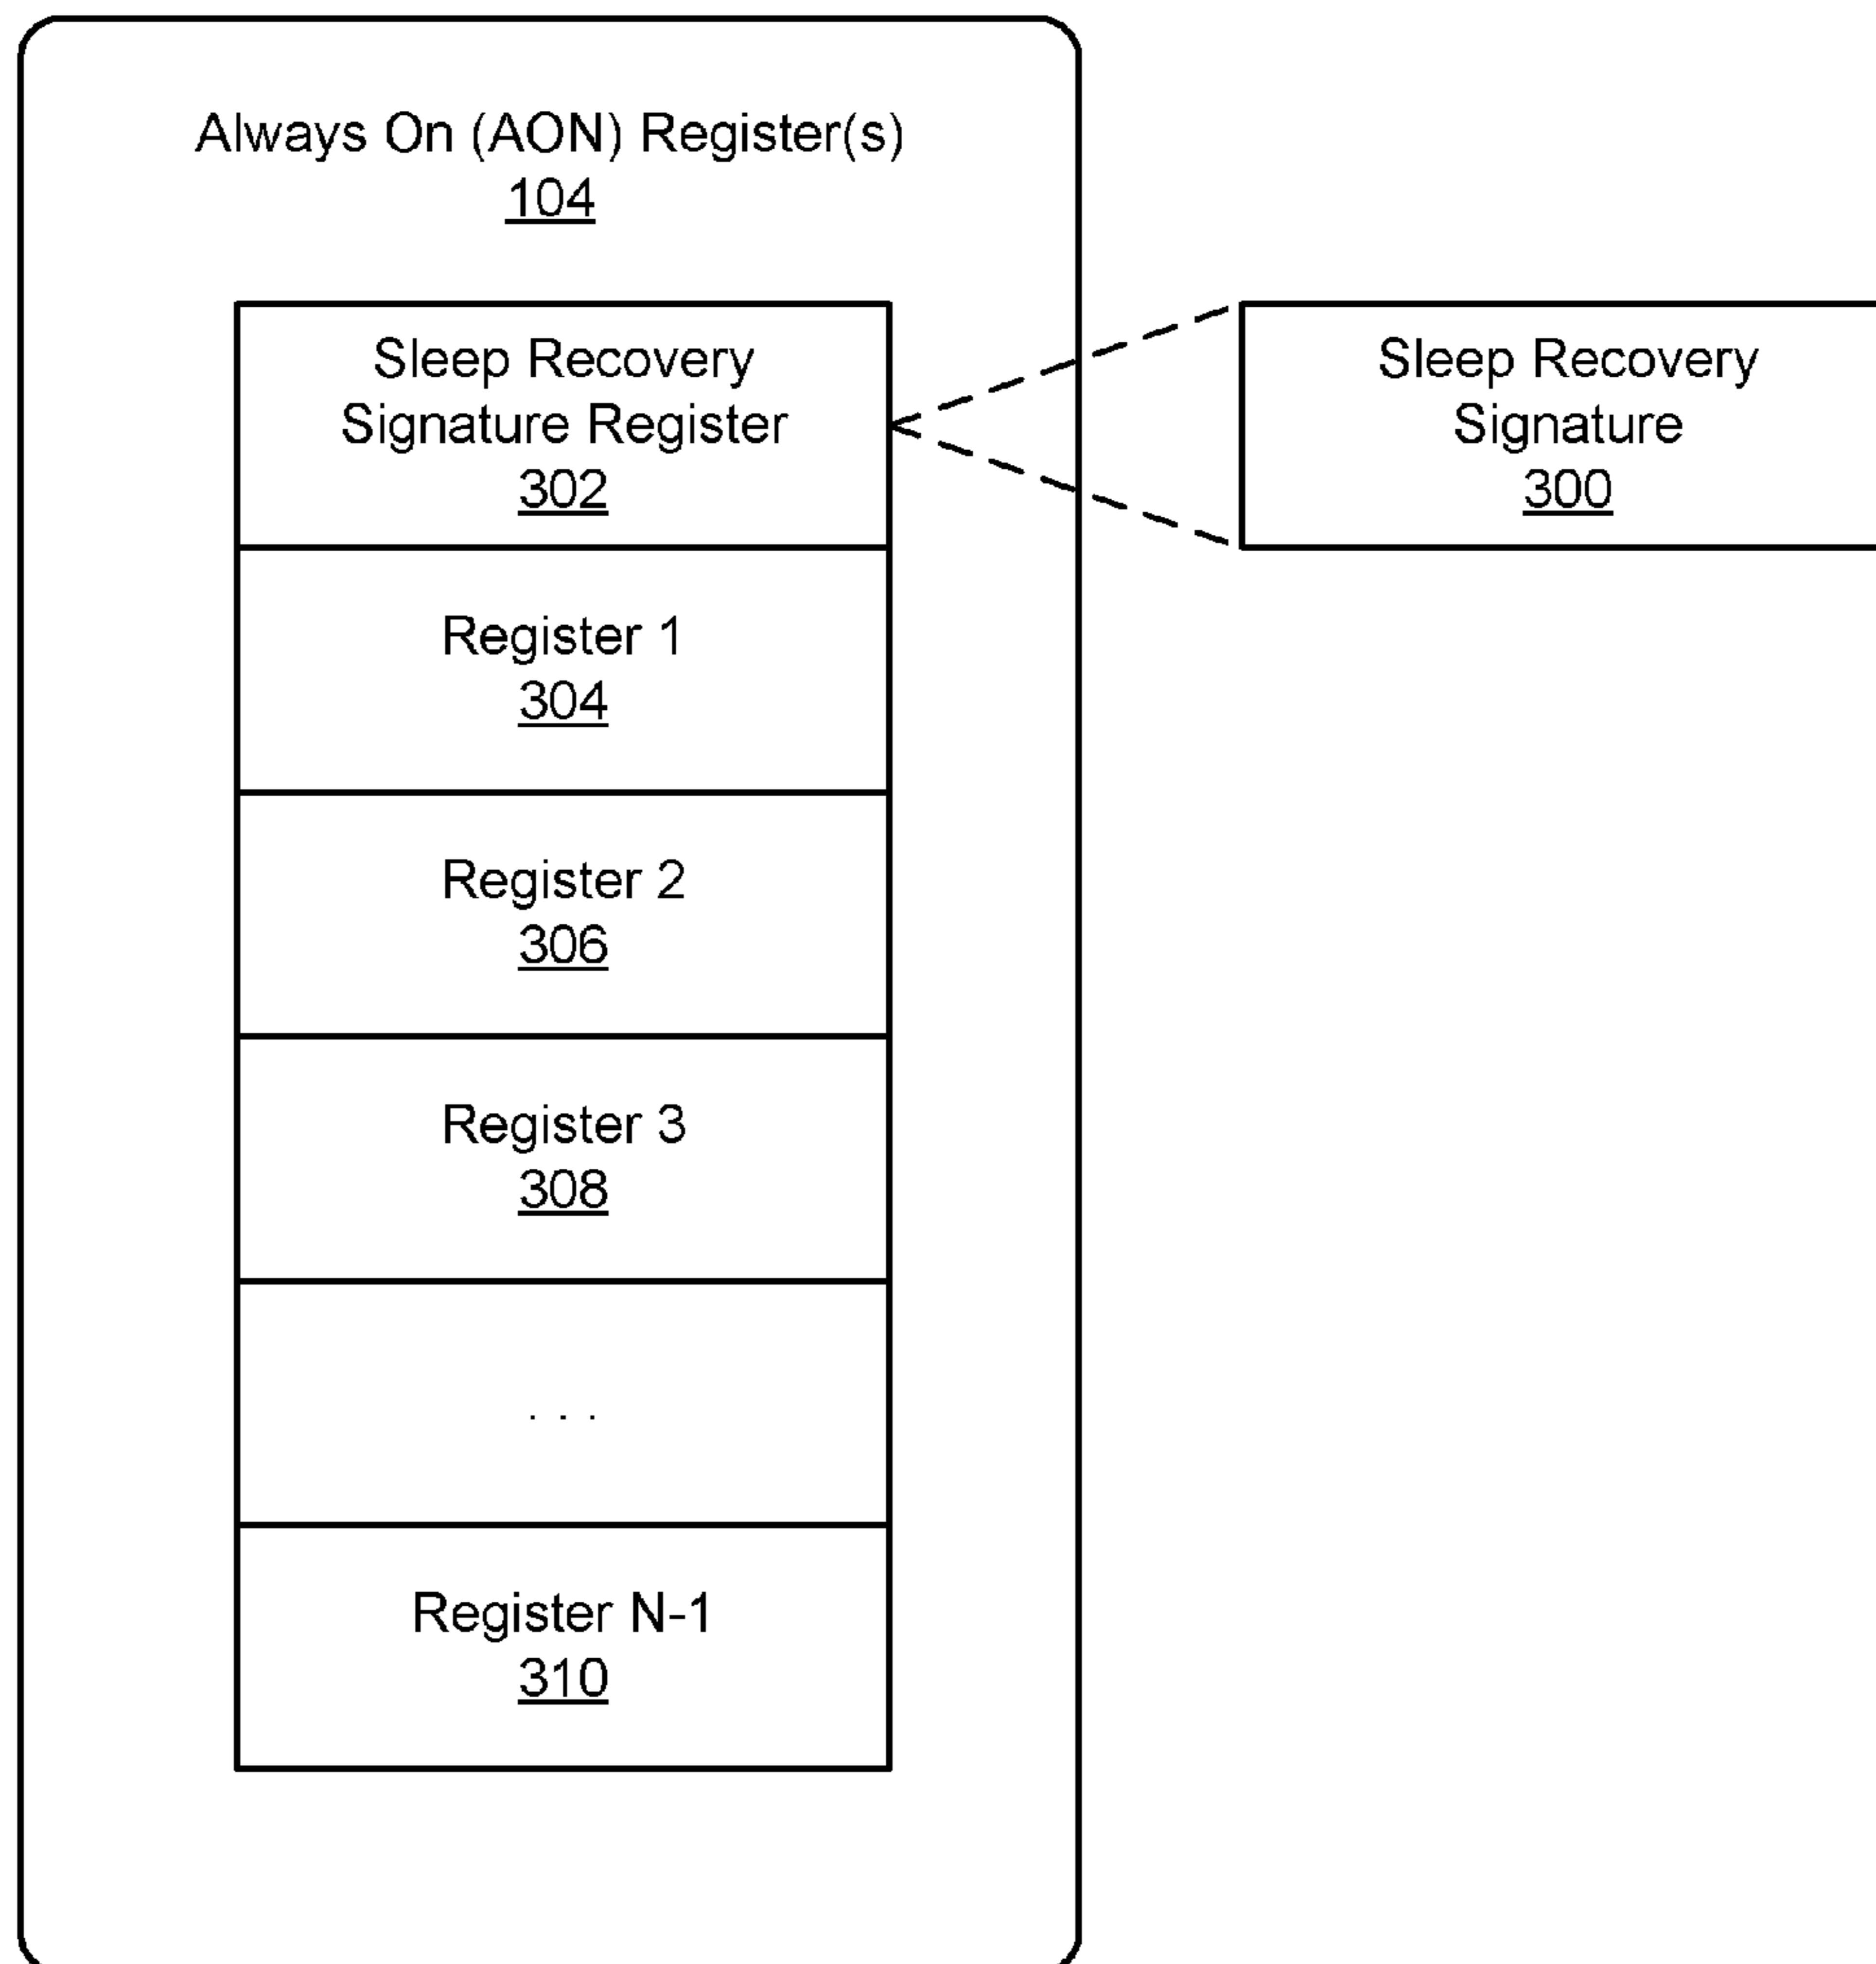 Always On (AON) Register(s)
104
Sleep Recovery
Signature Register
302
Sleep Recovery
Signature
300
Register 1
304
Register 2
306
Register 3
308
. . .
Register N-1
310